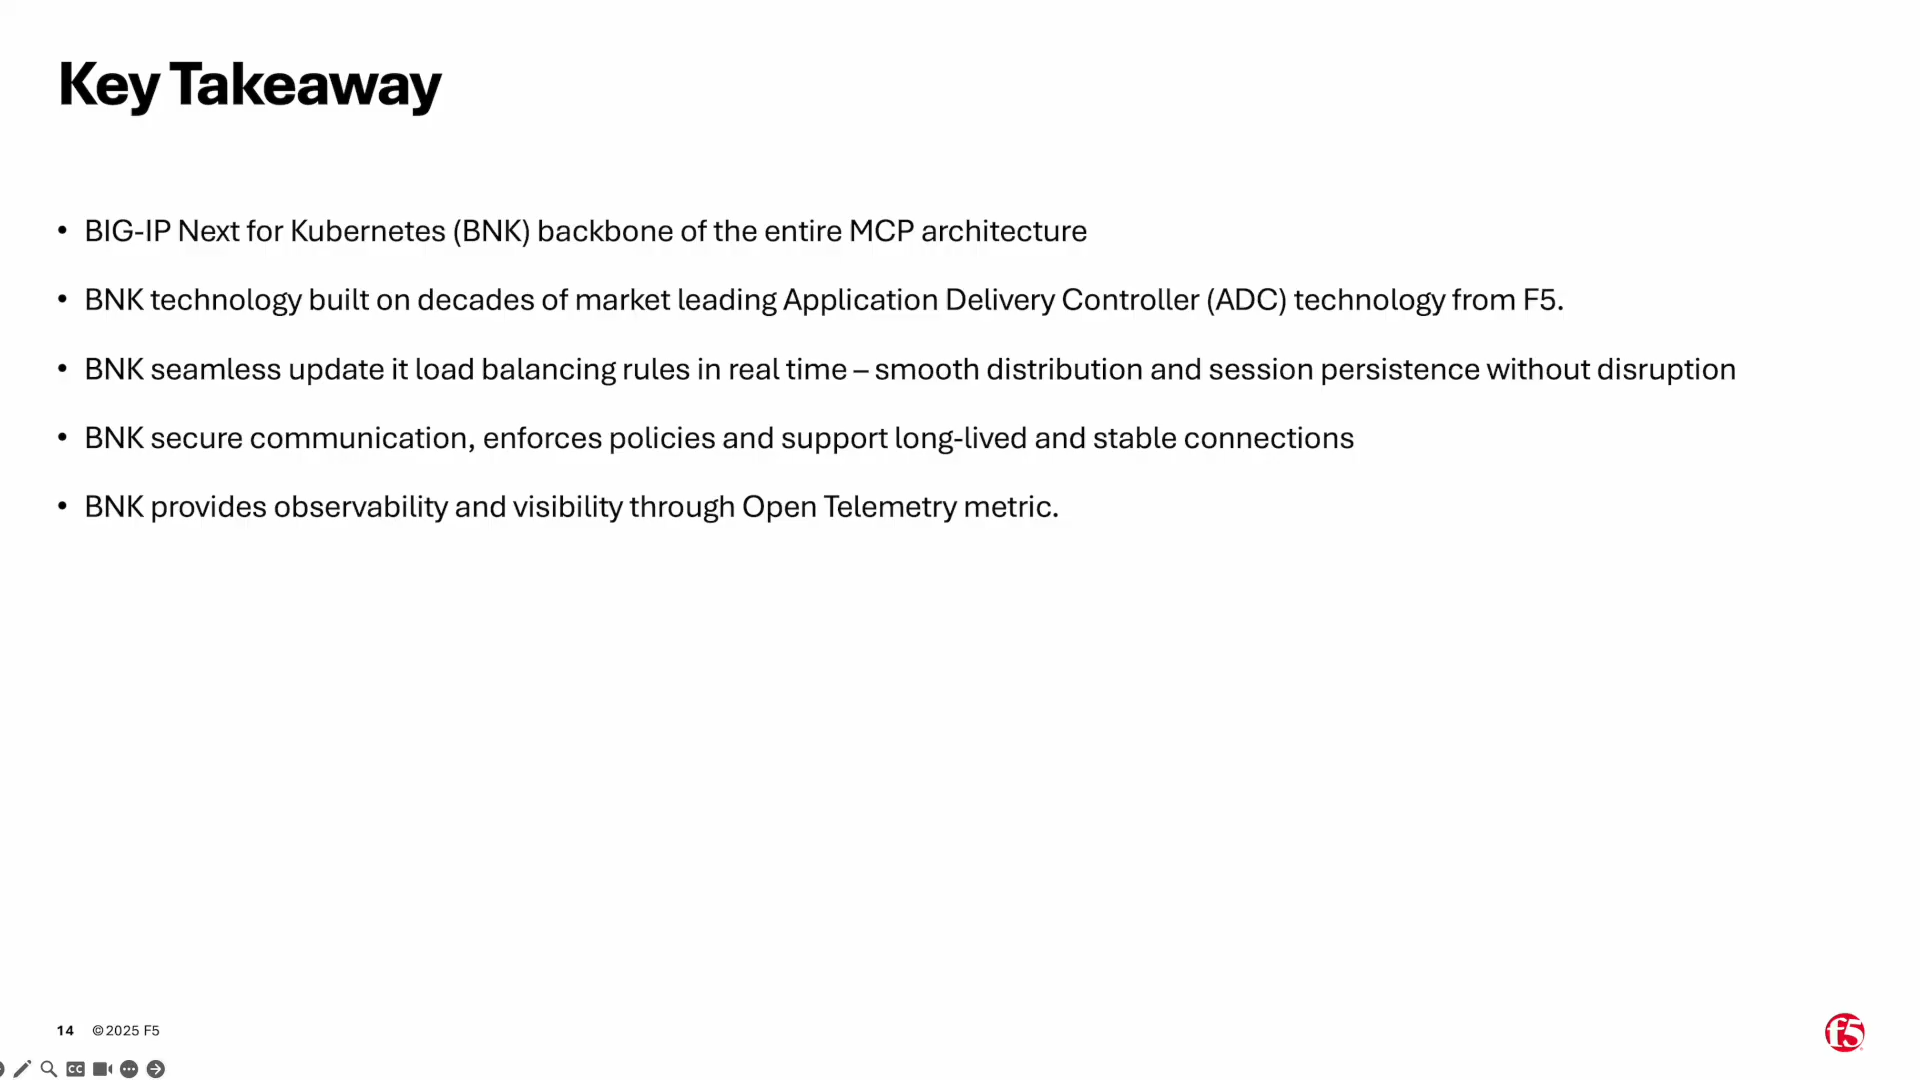 Key Takeaway
• BIG-IP Next for Kubernetes (BNK) backbone of the entire MCP architecture
• BNK technology built on decades of market leading Application Delivery Controller (ADC) technology from F5.
• BNK seamless update it load balancing rules in real time – smooth distribution and session persistence without disruption
• BNK secure communication, enforces policies and support long-lived and stable connections
• BNK provides observability and visibility through Open Telemetry metric.
14 ©2025 F5
f5
CC